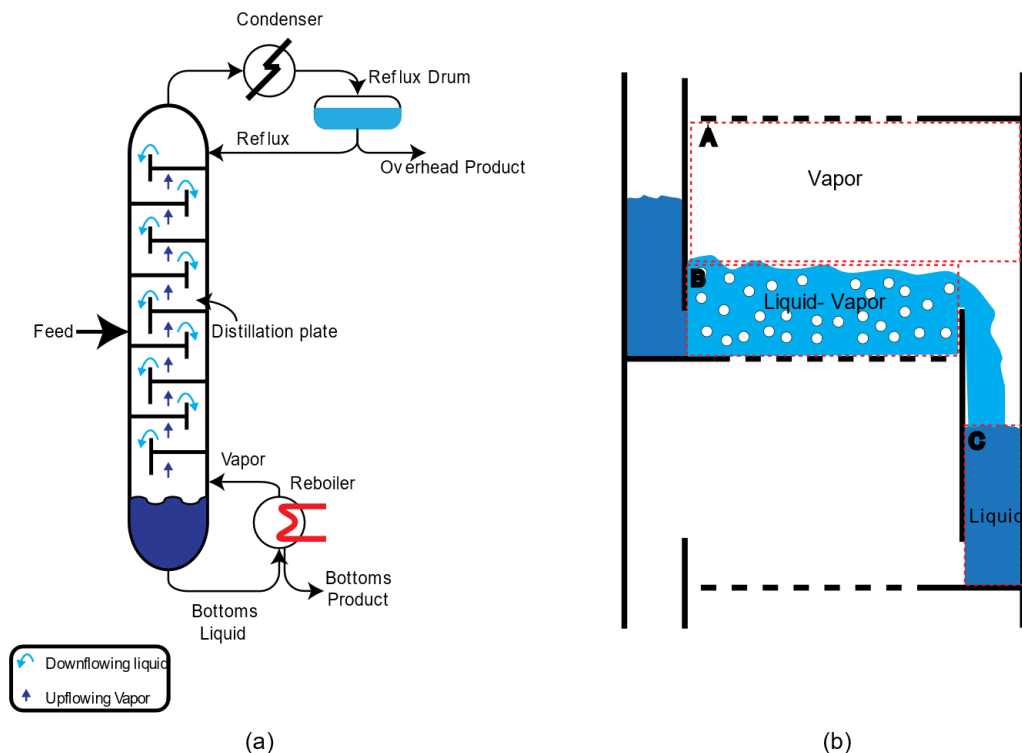 Condenser
Reflux Drum
Reflux
Overhead Product
Feed
Distillation plate
Vapor
Reboiler
Bottoms
Product
Bottoms
Liquid
Downflowing liquid
Upflowing Vapor
(a)
A
Vapor
B
Liquid- Vapor
C
Liquid
(b)